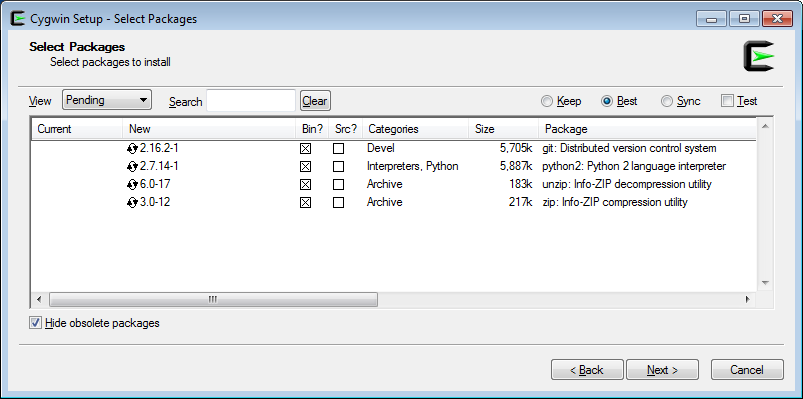 Cygwin Setup - Select Packages
Select Packages
Select packages to install
View Pending Search Clear Keep Best Sync Test
Current New Bin? Src? Categories Size Package
2.16.2-1 Devel 5,705k git: Distributed version control system
2.7.14-1 Interpreters, Python 5,887k python2: Python 2 language interpreter
6.0-17 Archive 183k unzip: Info-ZIP decompression utility
3.0-12 Archive 217k zip: Info-ZIP compression utility
Hide obsolete packages
< Back Next > Cancel